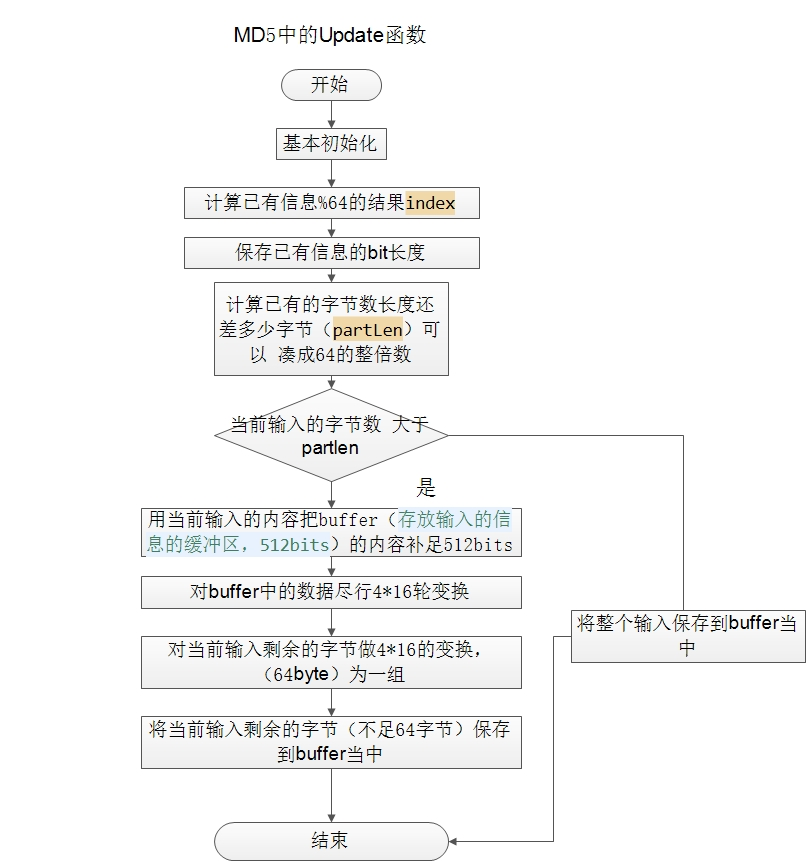 MD5中的Update函数
开始
基本初始化
计算已有信息%64的结果index
保存已有信息的bit长度
计算已有的字节数长度还
差多少字节（partLen）可
以 凑成64的整倍数
当前输入的字节数 大于
partlen
是
用当前输入的内容把buffer（存放输入的信
息的缓冲区，512bits）的内容补足512bits
对buffer中的数据尽行4*16轮变换
将整个输入保存到buffer当
中
对当前输入剩余的字节做4*16的变换，
（64byte）为一组
将当前输入剩余的字节（不足64字节）保存
到buffer当中
结束